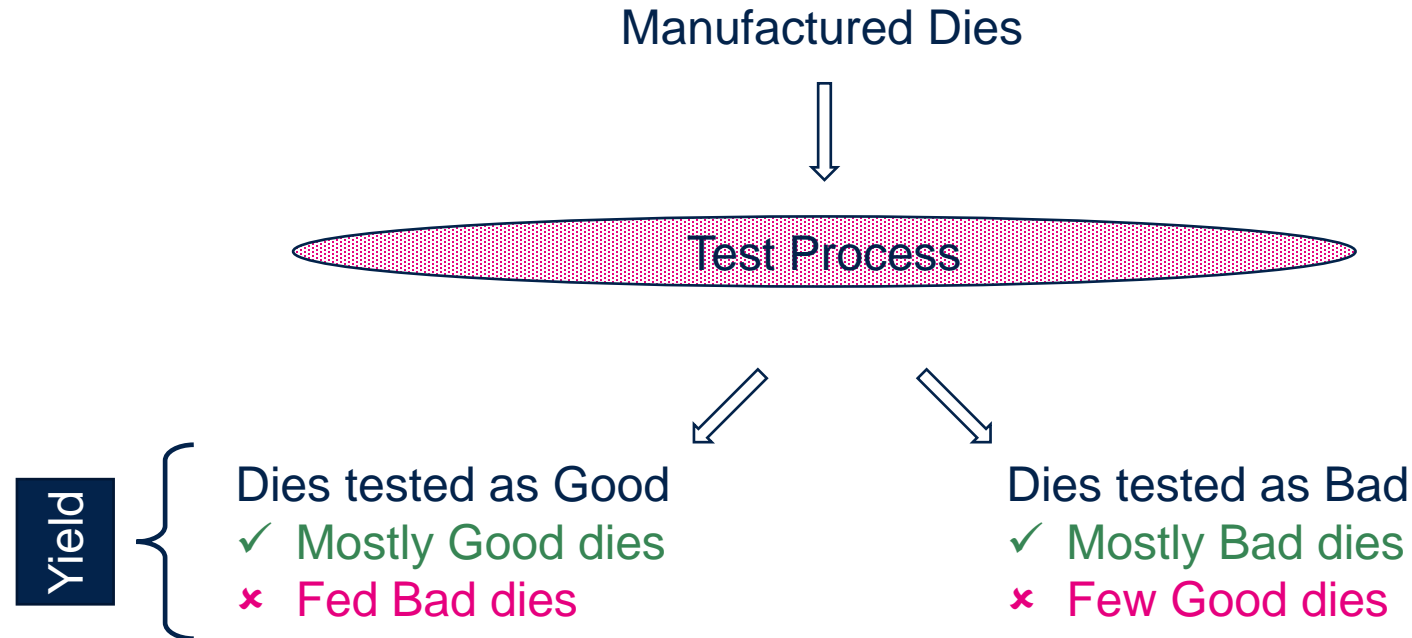 Manufactured Dies
Test Process
Yield
Dies tested as Good
✓ Mostly Good dies
× Fed Bad dies
Dies tested as Bad
✓ Mostly Bad dies
× Few Good dies